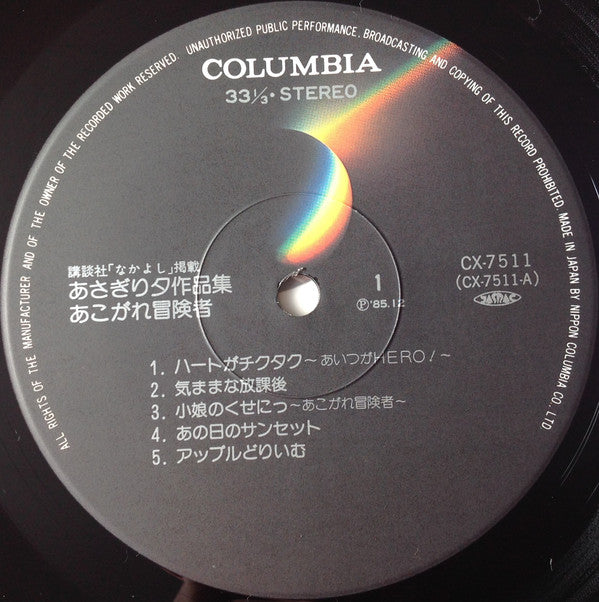 ALL RIGHTS OF THE MANUFACTURER AND OF THE OWNER OF THE RECORDED WORK RESERVED. UNAUTHORIZED PUBLIC PERFORMANCE, BROADCASTING AND COPYING OF THIS RECORD PROHIBITED. MADE IN JAPAN BY NIPPON COLUMBIA CO., LTD
COLUMBIA
33 1/3・STEREO
講談社「なかよし」掲載
あさぎり夕作品集
あこがれ冒険者
1
Ⓟ'85.12
CX-7511
(CX-7511-A)
JASRAC
1. ハートがチクタク〜あいつがHERO!〜
2. 気ままな放課後
3. 小娘のくせにっ〜あこがれ冒険者〜
4. あの日のサンセット
5. アップルどりいむ